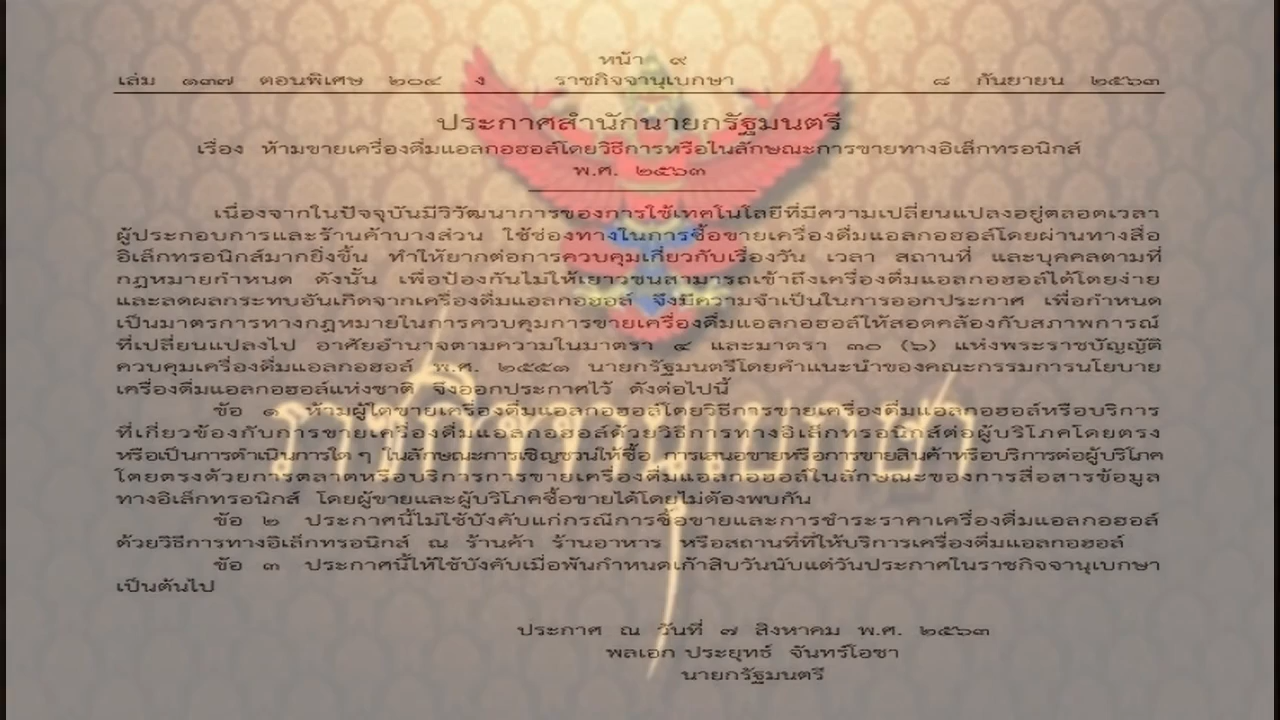 หน้า ๙
เล่ม ๑๓๗ ตอนพิเศษ ๒๐๔ ง ราชกิจจานุเบกษา ๘ กันยายน ๒๕๖๓
ประกาศสำนักนายกรัฐมนตรี
เรื่อง ห้ามขายเครื่องดื่มแอลกอฮอล์โดยวิธีการหรือในลักษณะการขายทางอิเล็กทรอนิกส์
พ.ศ. ๒๕๖๓
เนื่องจากในปัจจุบันมีวิวัฒนาการของการใช้เทคโนโลยีที่มีความเปลี่ยนแปลงอยู่ตลอดเวลา
ผู้ประกอบการและร้านค้าบางส่วน ใช้ช่องทางในการซื้อขายเครื่องดื่มแอลกอฮอล์โดยผ่านทางสื่อ
อิเล็กทรอนิกส์มากยิ่งขึ้น ทำให้ยากต่อการควบคุมเกี่ยวกับเรื่องวัน เวลา สถานที่ และบุคคลตามที่
กฎหมายกำหนด ดังนั้น เพื่อป้องกันไม่ให้เยาวชนสามารถเข้าถึงเครื่องดื่มแอลกอฮอล์ได้โดยง่าย
และลดผลกระทบอันเกิดจากเครื่องดื่มแอลกอฮอล์ จึงมีความจำเป็นในการออกประกาศ เพื่อกำหนด
เป็นมาตรการทางกฎหมายในการควบคุมการขายเครื่องดื่มแอลกอฮอล์ให้สอดคล้องกับสภาพการณ์
ที่เปลี่ยนแปลงไป อาศัยอำนาจตามความในมาตรา ๔ และมาตรา ๓๐ (๖) แห่งพระราชบัญญัติ
ควบคุมเครื่องดื่มแอลกอฮอล์ พ.ศ. ๒๕๕๑ นายกรัฐมนตรีโดยคำแนะนำของคณะกรรมการนโยบาย
เครื่องดื่มแอลกอฮอล์แห่งชาติ จึงออกประกาศไว้ ดังต่อไปนี้
ข้อ ๑ ห้ามผู้ใดขายเครื่องดื่มแอลกอฮอล์โดยวิธีการขายเครื่องดื่มแอลกอฮอล์หรือบริการ
ที่เกี่ยวข้องกับการขายเครื่องดื่มแอลกอฮอล์ด้วยวิธีการทางอิเล็กทรอนิกส์ต่อผู้บริโภคโดยตรง
หรือเป็นการดำเนินการใด ๆ ในลักษณะการเชิญชวนให้ซื้อ การเสนอขายหรือการขายสินค้าหรือบริการต่อผู้บริโภค
โดยตรงด้วยการตลาดหรือบริการการขายเครื่องดื่มแอลกอฮอล์ในลักษณะของการสื่อสารข้อมูล
ทางอิเล็กทรอนิกส์ โดยผู้ขายและผู้บริโภคซื้อขายได้โดยไม่ต้องพบกัน
ข้อ ๒ ประกาศนี้ไม่ใช้บังคับแก่กรณีการซื้อขายและการชำระราคาเครื่องดื่มแอลกอฮอล์
ด้วยวิธีการทางอิเล็กทรอนิกส์ ณ ร้านค้า ร้านอาหาร หรือสถานที่ที่ให้บริการเครื่องดื่มแอลกอฮอล์
ข้อ ๓ ประกาศนี้ให้ใช้บังคับเมื่อพ้นกำหนดเก้าสิบวันนับแต่วันประกาศในราชกิจจานุเบกษา
เป็นต้นไป
ประกาศ ณ วันที่ ๗ สิงหาคม พ.ศ. ๒๕๖๓
พลเอก ประยุทธ์ จันทร์โอชา
นายกรัฐมนตรี